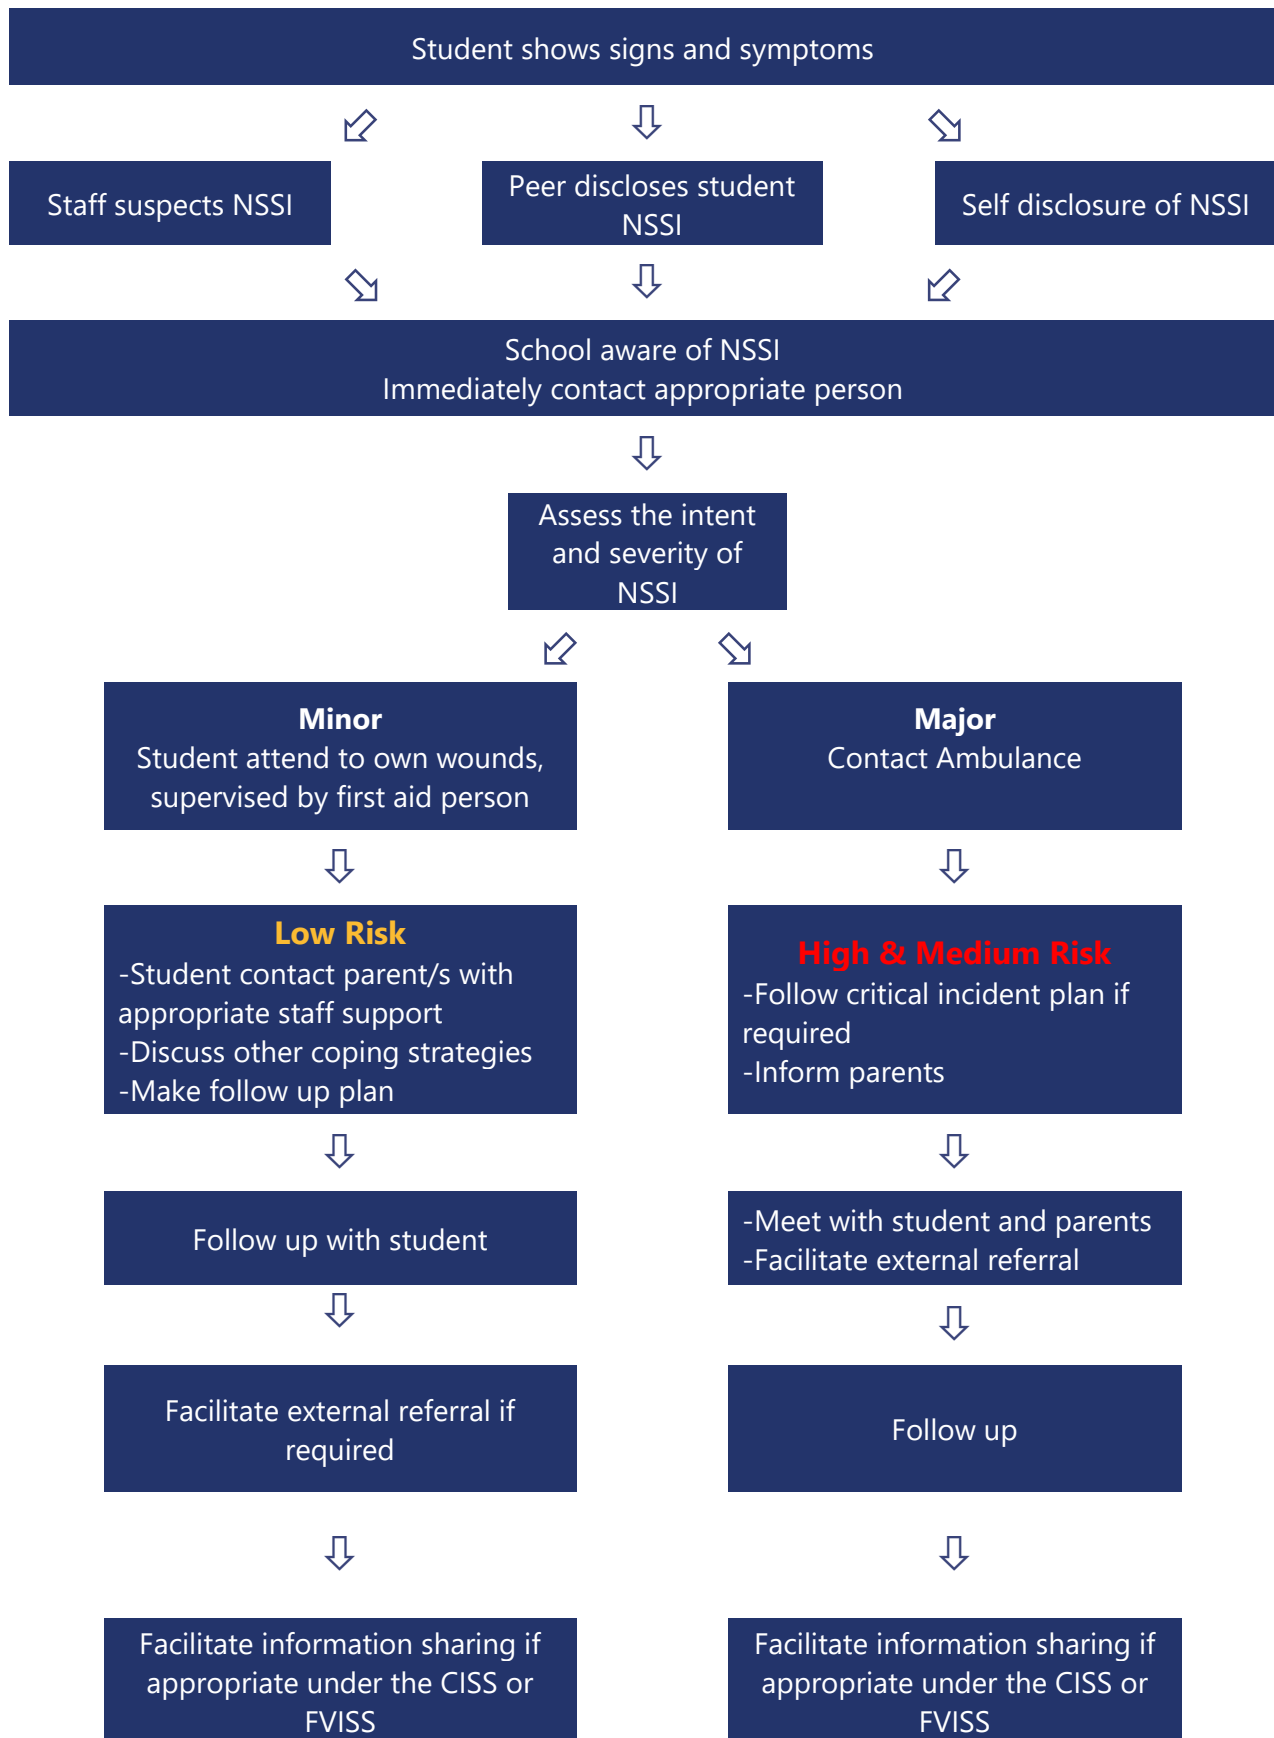 Student shows signs and symptoms
Staff suspects NSSI
Peer discloses student
NSSI
Self disclosure of NSSI
School aware of NSSI
Immediately contact appropriate person
Assess the intent
and severity of
NSSI
Minor
Student attend to own wounds,
supervised by first aid person
Major
Contact Ambulance
Low Risk
-Student contact parent/s with
appropriate staff support
-Discuss other coping strategies
-Make follow up plan
High & Medium Risk
-Follow critical incident plan if
required
-Inform parents
Follow up with student
-Meet with student and parents
-Facilitate external referral
Facilitate external referral if
required
Follow up
Facilitate information sharing if
appropriate under the CISS or
FVISS
Facilitate information sharing if
appropriate under the CISS or
FVISS